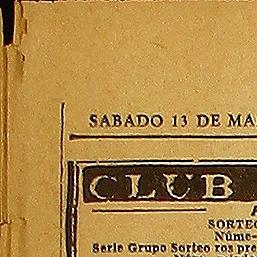 SABADO 13 DE MA
CLUB
A
SORTEO
Núme-
Serie Grupo Sorteo ros pre